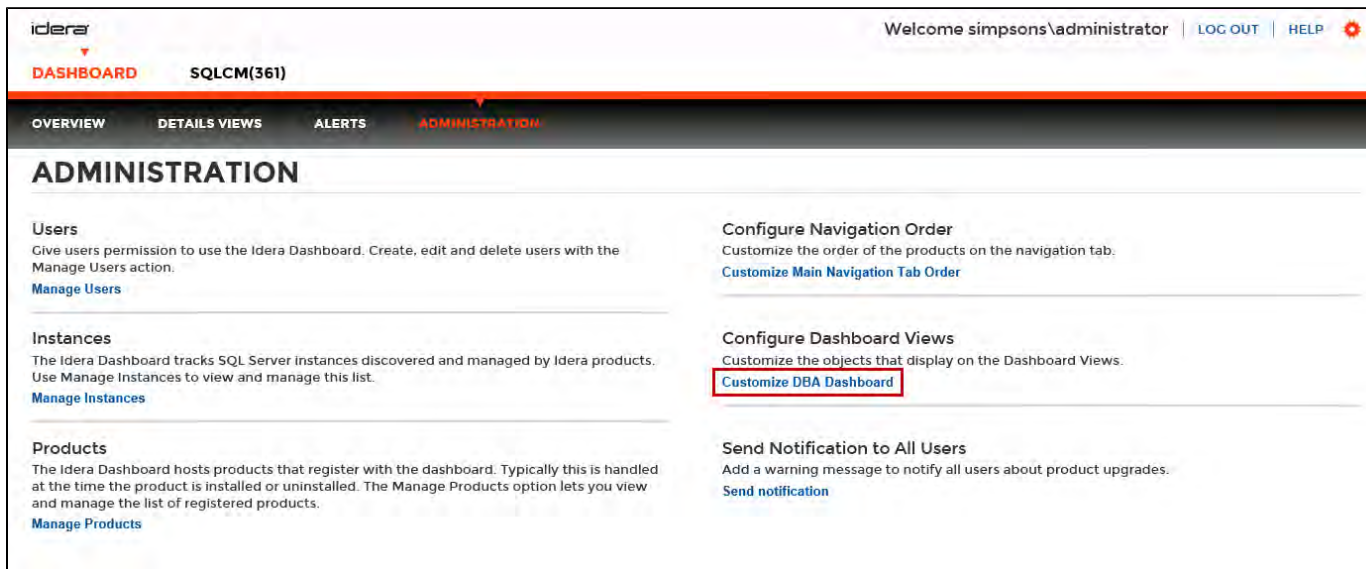 idera
Welcome simpsons\administrator | LOG OUT | HELP
DASHBOARD SQLCM(361)
OVERVIEW DETAILS VIEWS ALERTS ADMINISTRATION
ADMINISTRATION
Users
Give users permission to use the Idera Dashboard. Create, edit and delete users with the
Manage Users action.
Manage Users
Instances
The Idera Dashboard tracks SQL Server instances discovered and managed by Idera products.
Use Manage Instances to view and manage this list.
Manage Instances
Products
The Idera Dashboard hosts products that register with the dashboard. Typically this is handled
at the time the product is installed or uninstalled. The Manage Products option lets you view
and manage the list of registered products.
Manage Products
Configure Navigation Order
Customize the order of the products on the navigation tab.
Customize Main Navigation Tab Order
Configure Dashboard Views
Customize the objects that display on the Dashboard Views.
Customize DBA Dashboard
Send Notification to All Users
Add a warning message to notify all users about product upgrades.
Send notification